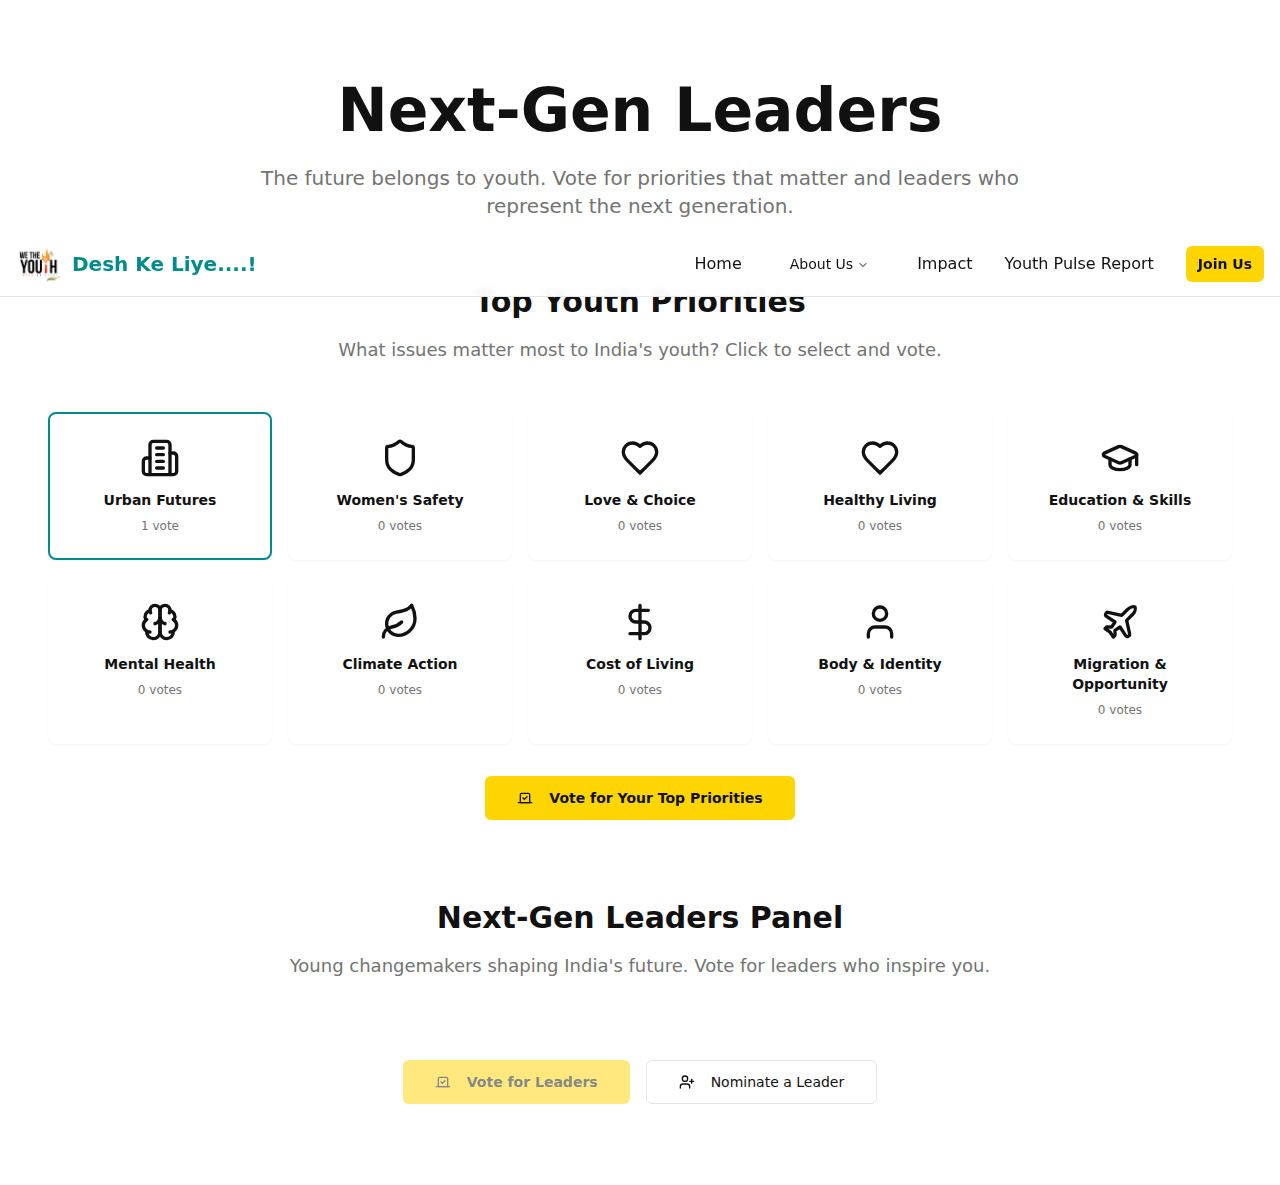 Next-Gen Leaders
The future belongs to youth. Vote for priorities that matter and leaders who
represent the next generation.
WE THE
YOUTH
Desh Ke Liye....!
Home
About Us
Impact
Youth Pulse Report
Join Us
Top Youth Priorities
What issues matter most to India's youth? Click to select and vote.
Urban Futures
1 vote
Women's Safety
0 votes
Love & Choice
0 votes
Healthy Living
0 votes
Education & Skills
0 votes
Mental Health
0 votes
Climate Action
0 votes
Cost of Living
0 votes
Body & Identity
0 votes
Migration &
Opportunity
0 votes
Vote for Your Top Priorities
Next-Gen Leaders Panel
Young changemakers shaping India's future. Vote for leaders who inspire you.
Vote for Leaders
Nominate a Leader